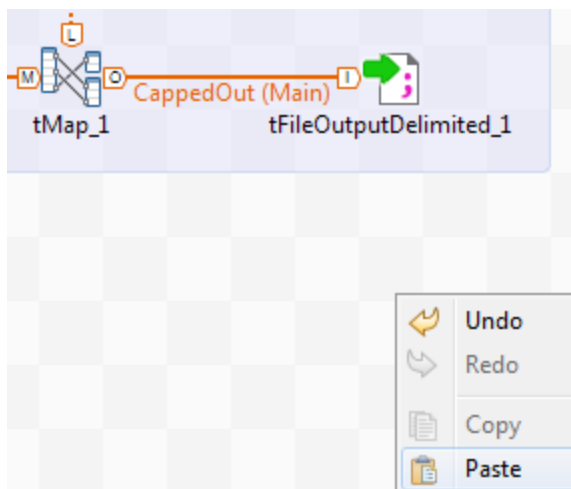 L
M
O
CappedOut (Main)
I
tMap_1
tFileOutputDelimited_1
Undo
Redo
Copy
Paste